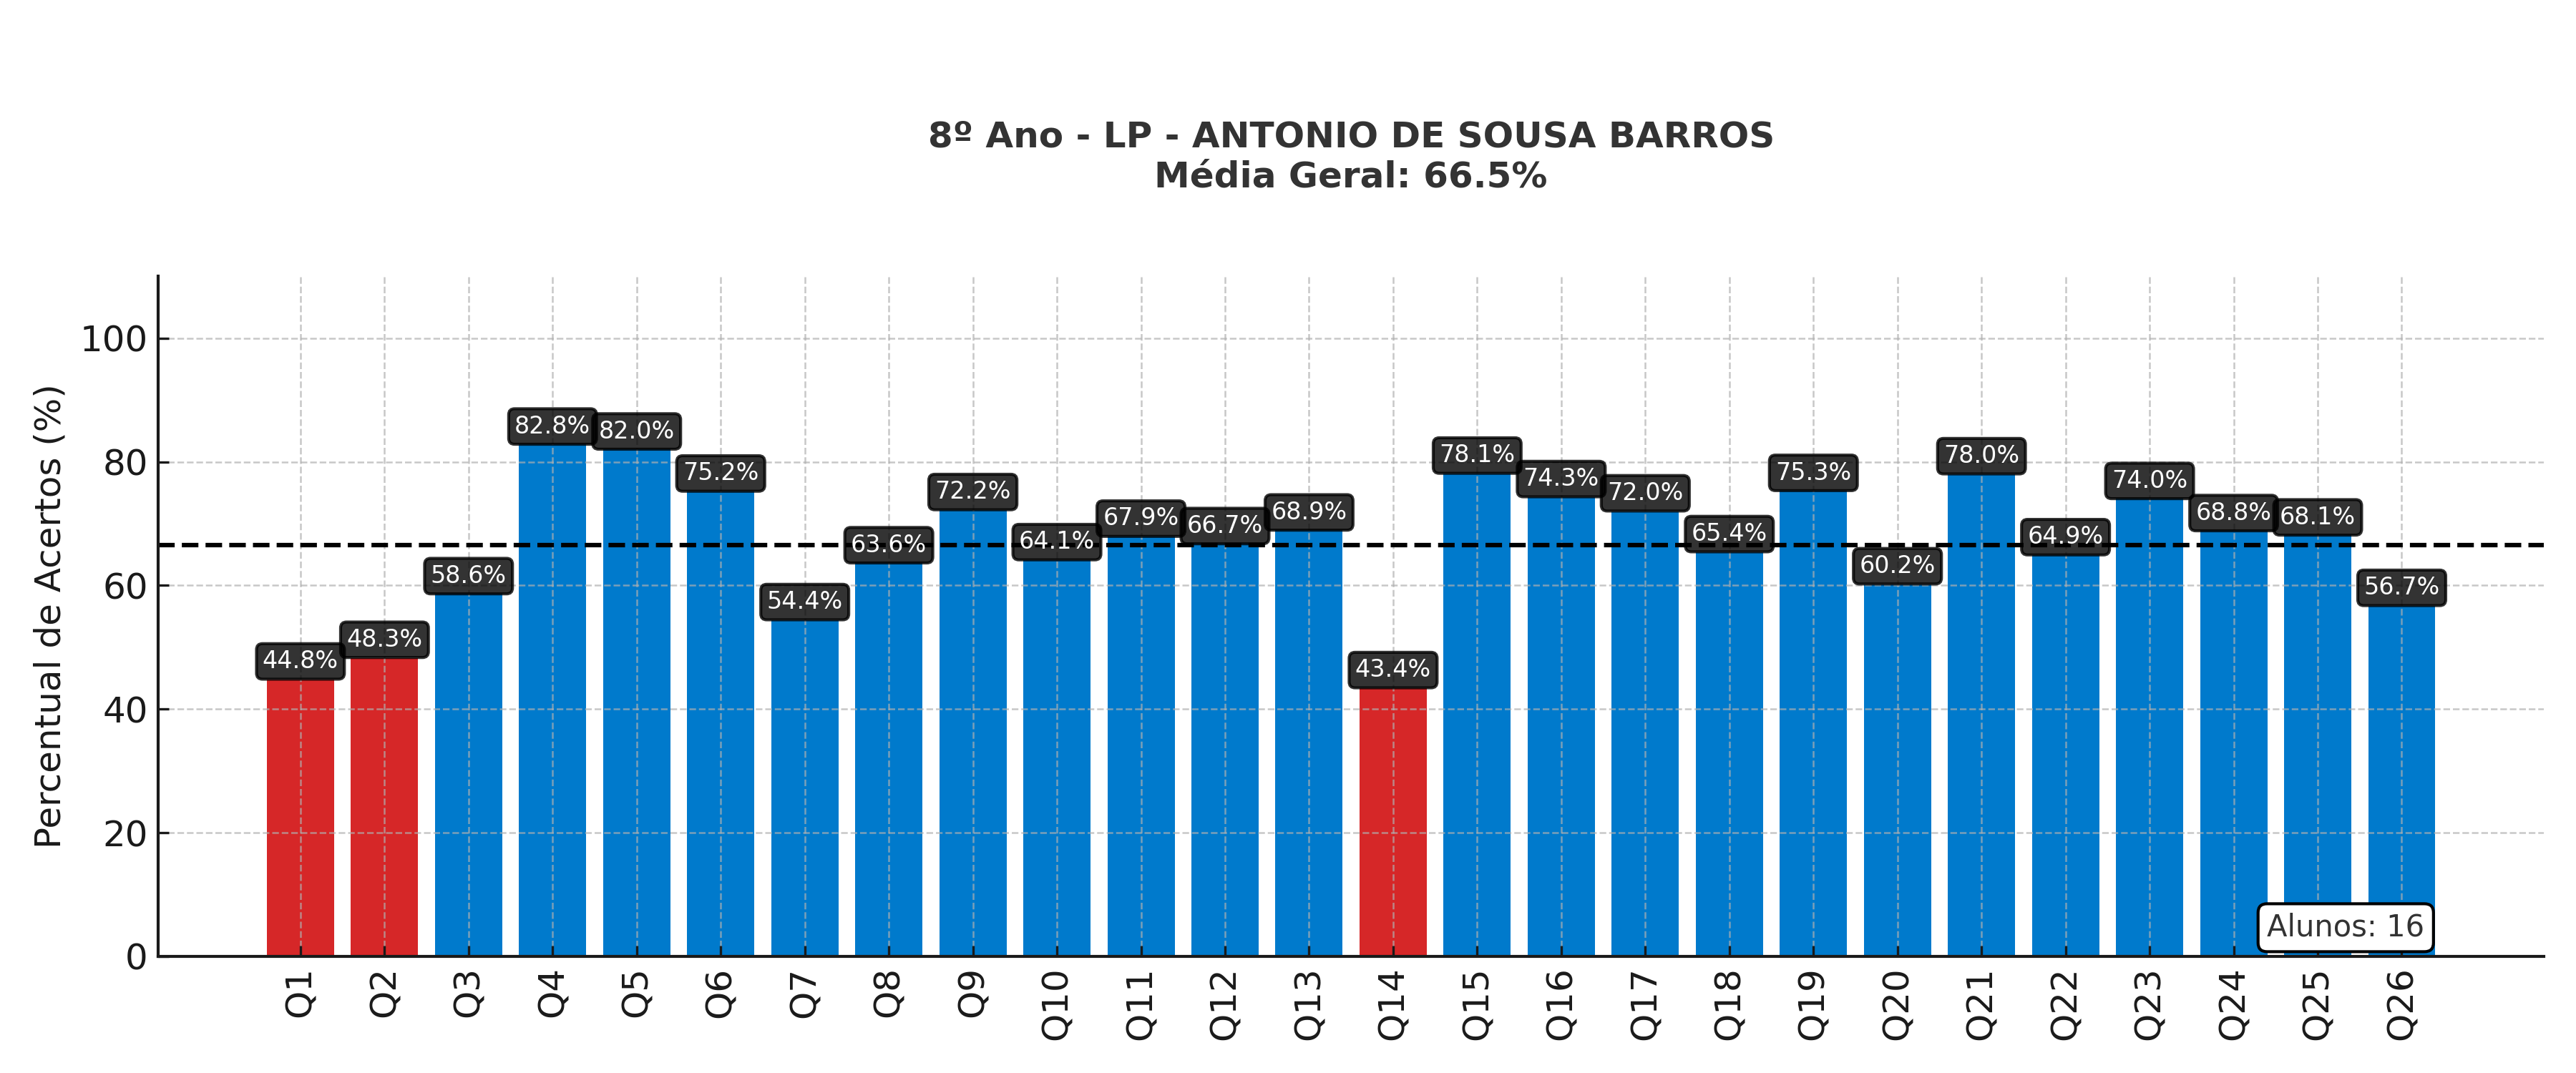 8º Ano - LP - ANTONIO DE SOUSA BARROS
Média Geral: 66.5%
Percentual de Acertos (%)
100
80
60
40
20
0
44.8%
48.3%
58.6%
82.8%
82.0%
75.2%
54.4%
63.6%
72.2%
64.1%
67.9%
66.7%
68.9%
43.4%
78.1%
74.3%
72.0%
65.4%
75.3%
60.2%
78.0%
64.9%
74.0%
68.8%
68.1%
56.7%
Alunos: 16
Q1
Q2
Q3
Q4
Q5
Q6
Q7
Q8
Q9
Q10
Q11
Q12
Q13
Q14
Q15
Q16
Q17
Q18
Q19
Q20
Q21
Q22
Q23
Q24
Q25
Q26